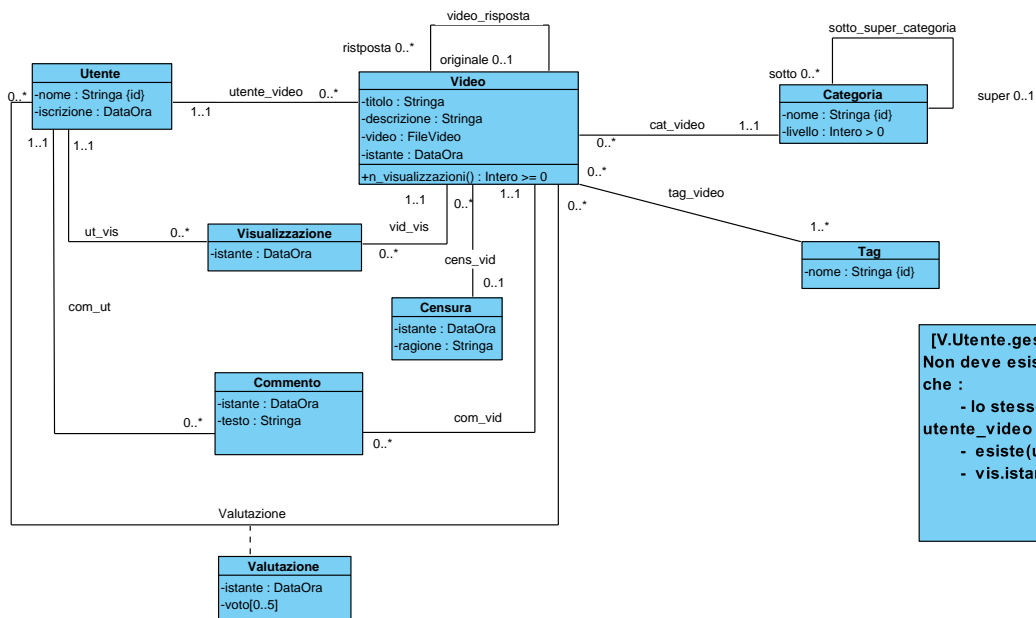 video_risposta
ristposta 0..*
originale 0..1
sotto_super_categoria
sotto 0..*
super 0..1
Utente
-nome : Stringa {id}
-iscrizione : DataOra
0..*
1..1
utente_video
0..*
Video
-titolo : Stringa
-descrizione : Stringa
-video : FileVideo
-istante : DataOra
+n_visualizzazioni() : Intero >= 0
Categoria
-nome : Stringa {id}
-livello : Intero > 0
cat_video
0..*
1..1
0..*
tag_video
1..*
Tag
-nome : Stringa {id}
1..1
1..1
1..1
0..*
1..1
0..*
ut_vis
0..*
Visualizzazione
-istante : DataOra
vid_vis
0..*
cens_vid
0..1
Censura
-istante : DataOra
-ragione : Stringa
com_ut
0..*
Commento
-istante : DataOra
-testo : Stringa
com_vid
0..*
Valutazione
Valutazione
-istante : DataOra
-voto[0..5]
[V.Utente.ges
Non deve esis
che :
- lo stess
utente_video
- esiste(u
- vis.istar